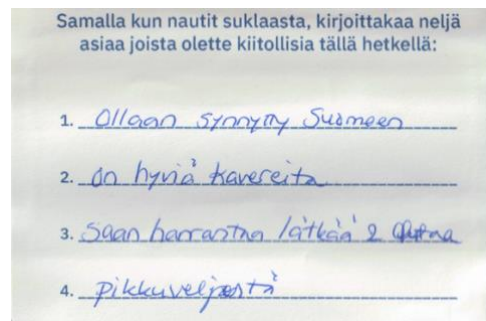 Samalla kun nautit suklaasta, kirjoittakaa neljä
asiaa joista olette kiitollisia tällä hetkellä:
1. Ollaan synnytty Suomeen
2. on hyviä kavereita
3. Saan harrastaa lätkää 2
4. pikkuveljestä